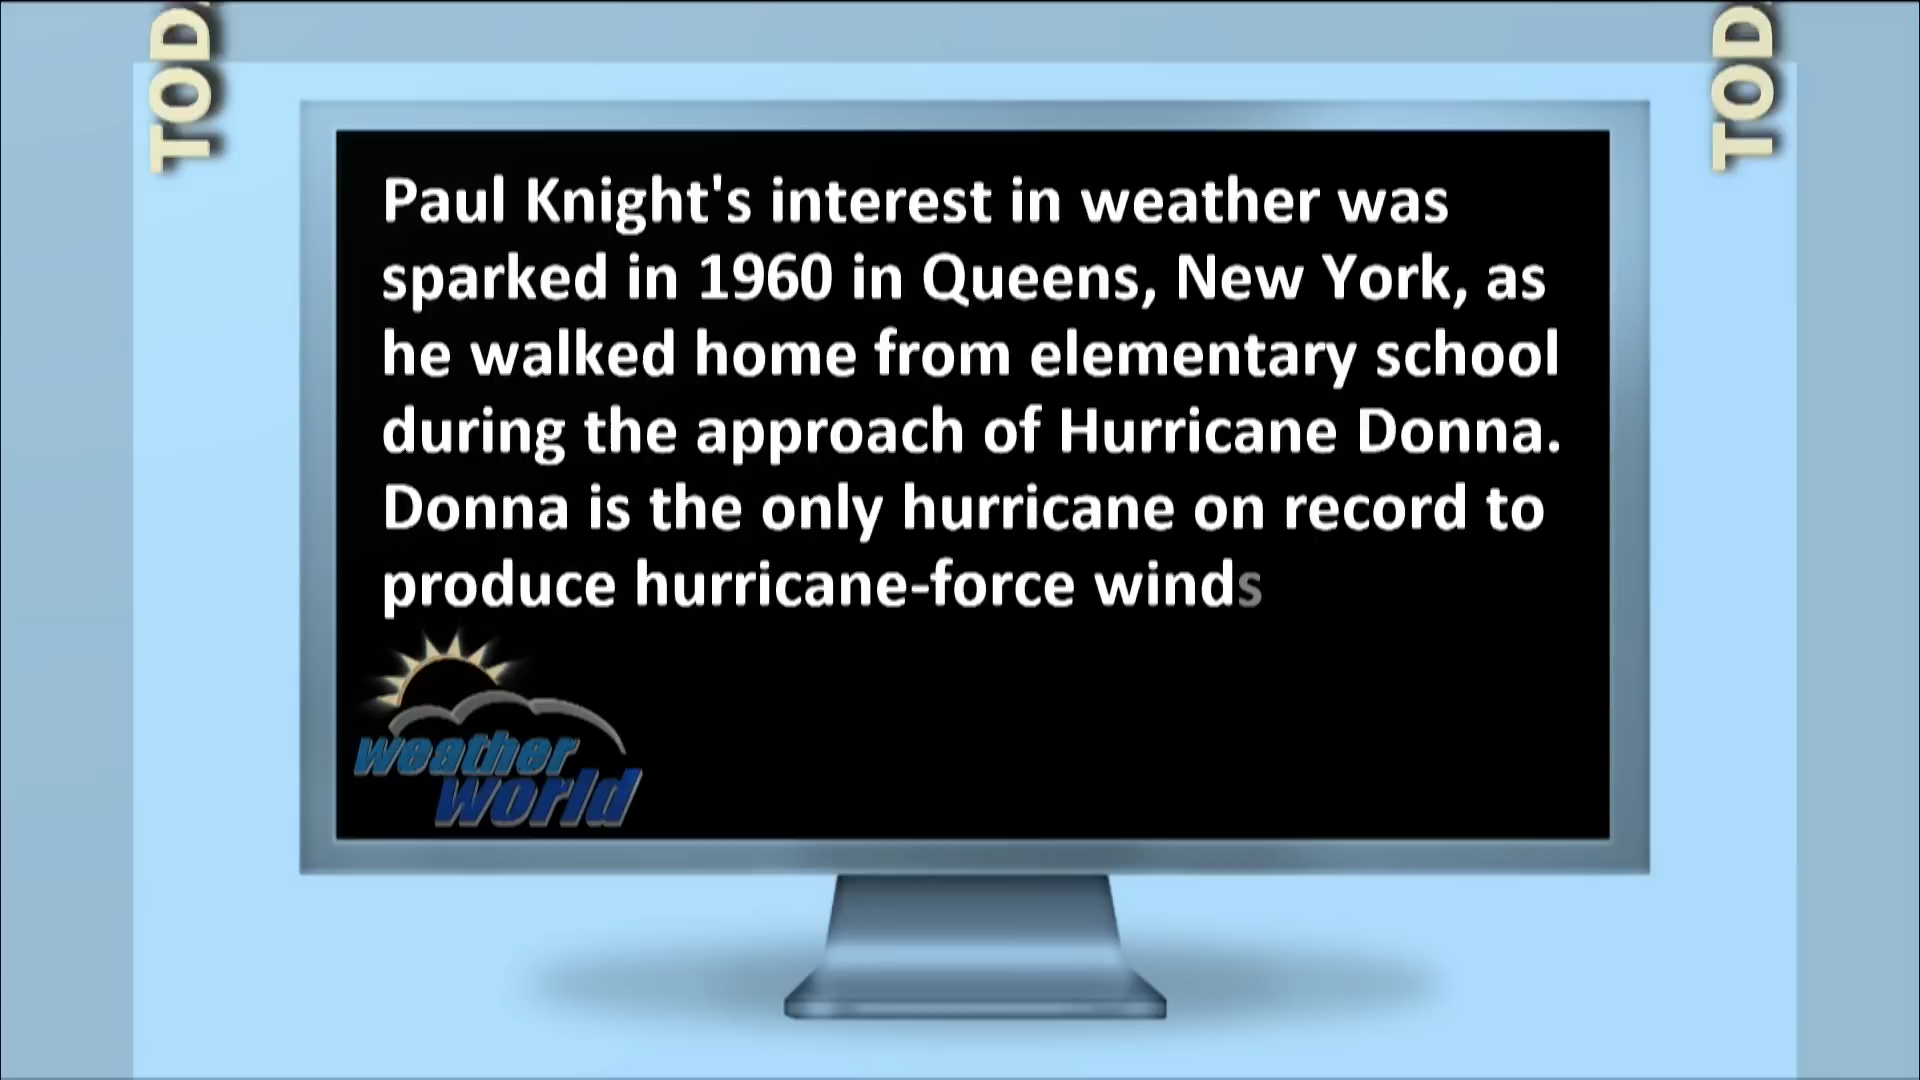 TOD
TOD
Paul Knight's interest in weather was
sparked in 1960 in Queens, New York, as
he walked home from elementary school
during the approach of Hurricane Donna.
Donna is the only hurricane on record to
produce hurricane-force winds
weather
world